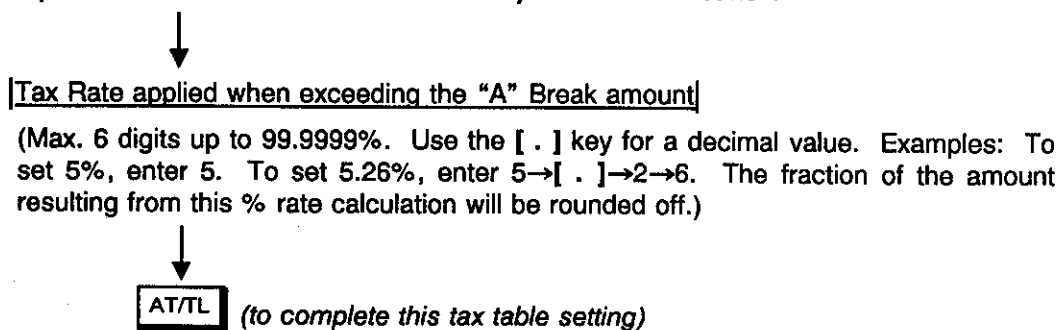 Tax Rate applied when exceeding the "A" Break amount
(Max. 6 digits up to 99.9999%. Use the [ . ] key for a decimal value. Examples: To
set 5%, enter 5. To set 5.26%, enter 5→[ . ]→2→6. The fraction of the amount
resulting from this % rate calculation will be rounded off.)
AT/TL (to complete this tax table setting)